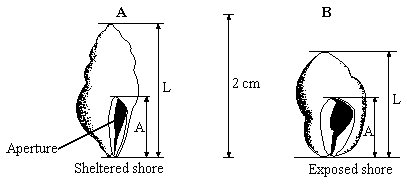 A
B
L
2 cm
L
A
A
Aperture
Sheltered shore
Exposed shore